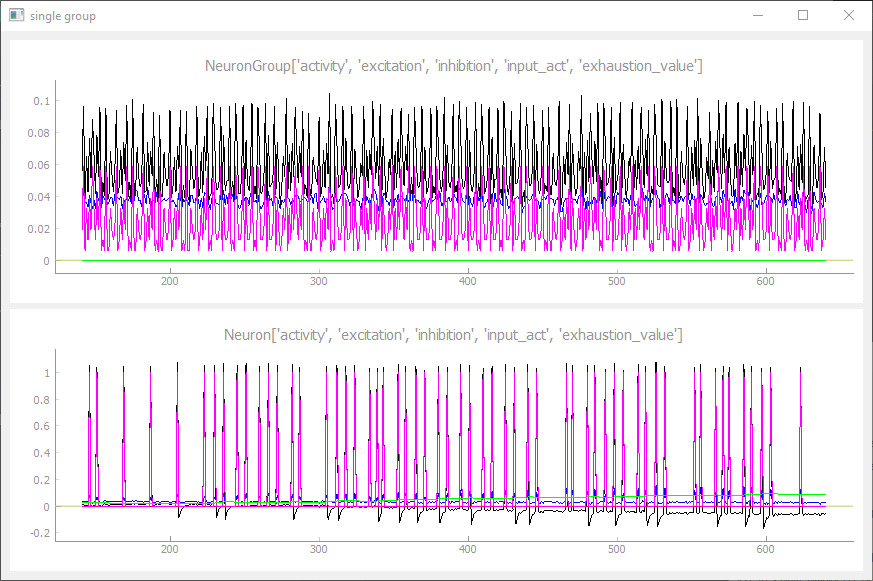 single group
NeuronGroup['activity', 'excitation', 'inhibition', 'input_act', 'exhaustion_value']
0.1
0.08
0.06
0.04
0.02
0
200 300 400 500 600
Neuron['activity', 'excitation', 'inhibition', 'input_act', 'exhaustion_value']
1
0.8
0.6
0.4
0.2
0
-0.2
200 300 400 500 600